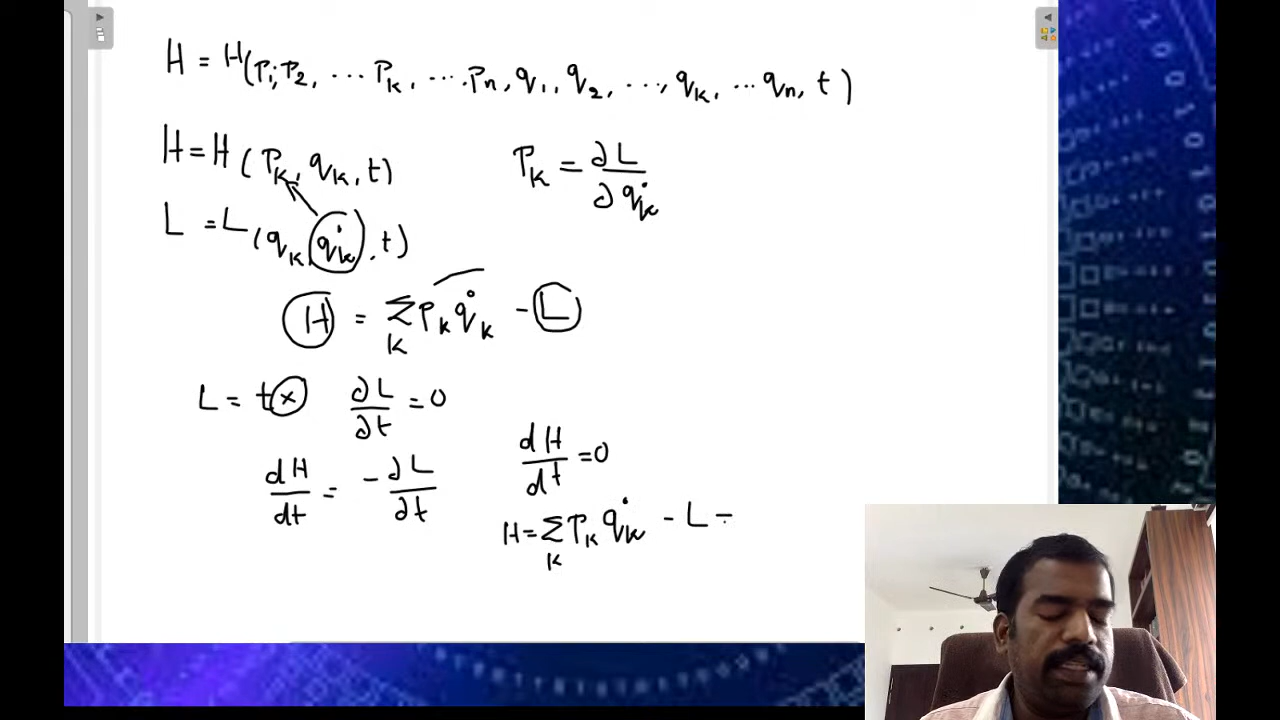 H = H(p₁, p₂, ... pₖ, ... pₙ, q₁, q₂, ..., qₖ, ... qₙ, t)
H = H (pₖ, qₖ, t)
pₖ = ∂L/∂q̇ₖ
L = L (qₖ, q̇ₖ, t)
H = Σₖ pₖ q̇ₖ - L
L = t× ∂L/∂t = 0
dH/dt = -∂L/∂t
dH/dt = 0
H = Σₖ pₖ q̇ₖ - L =